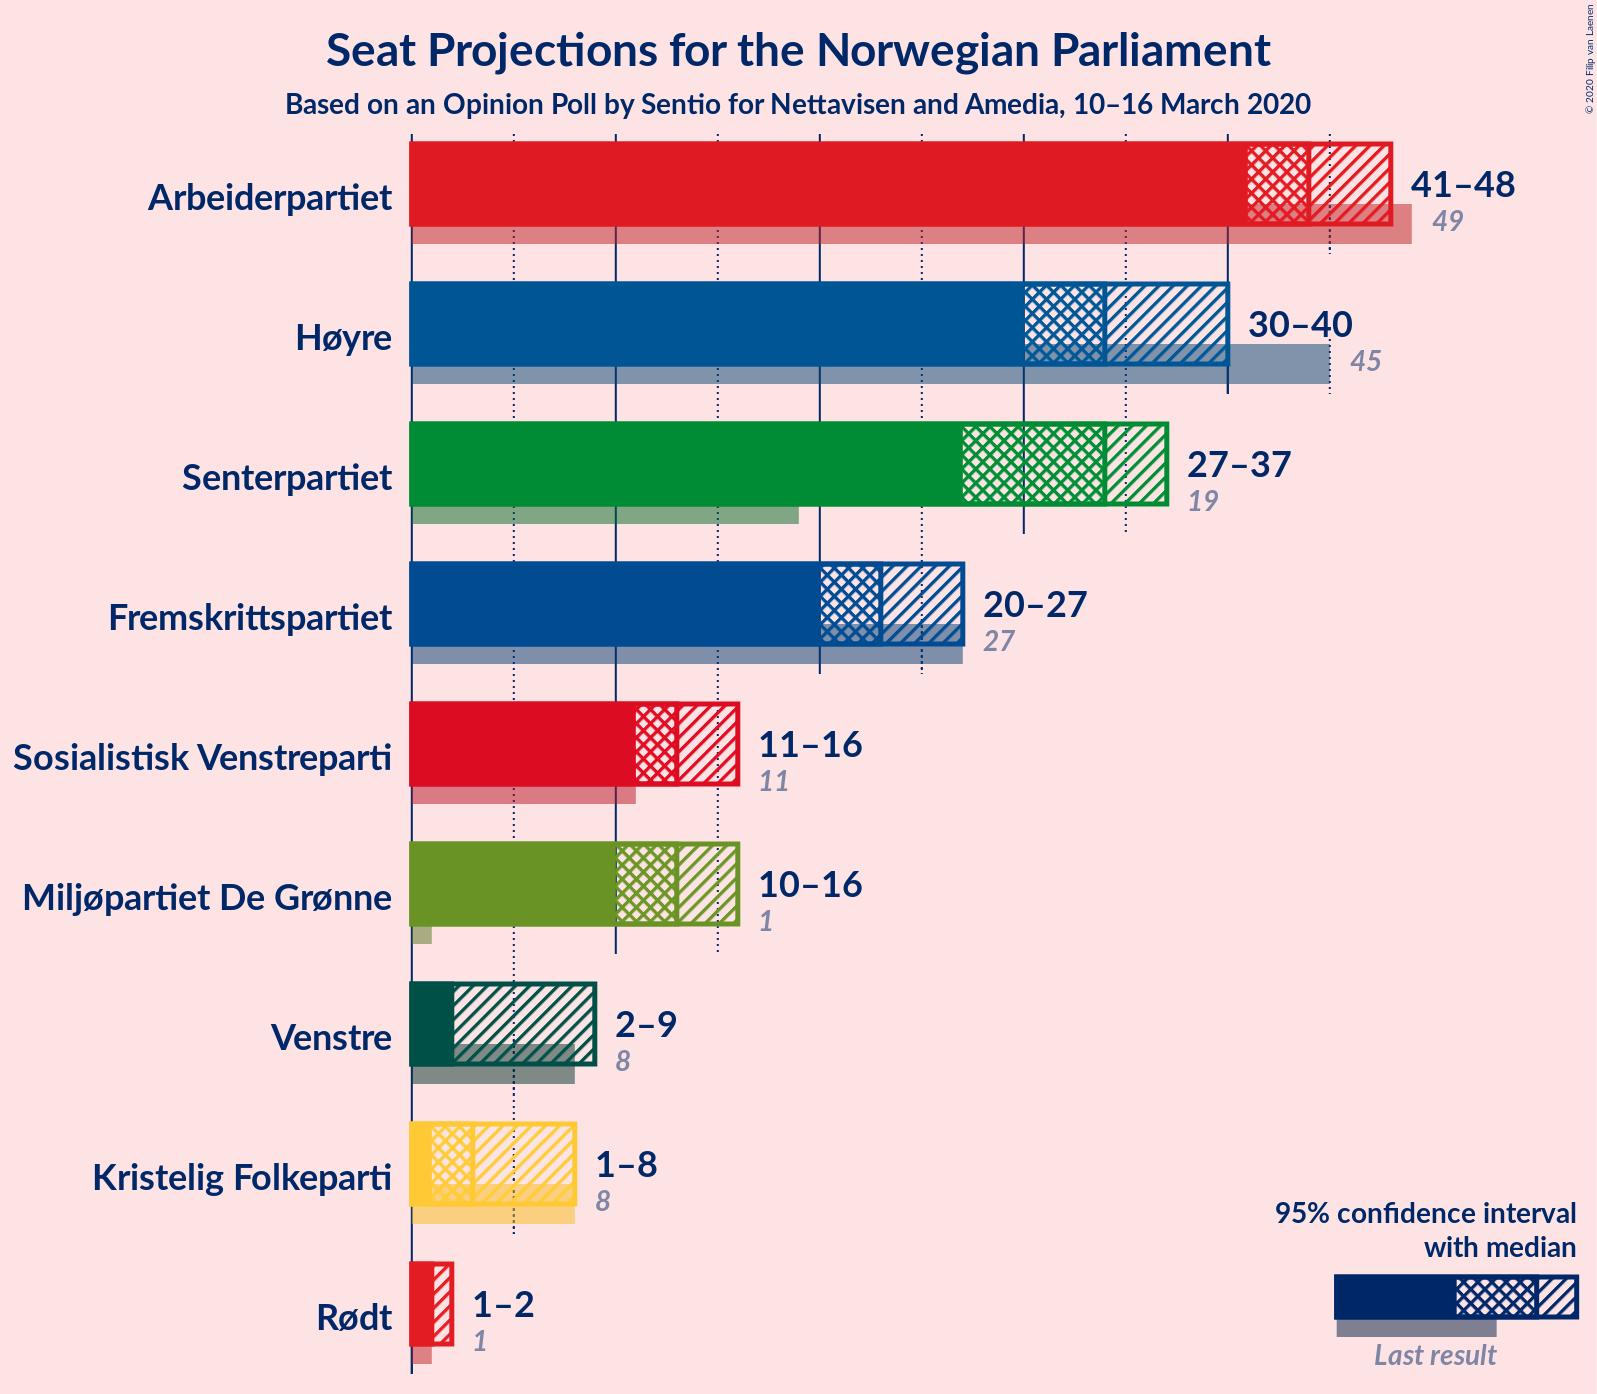 Seat Projections for the Norwegian Parliament
Based on an Opinion Poll by Sentio for Nettavisen and Amedia, 10–16 March 2020
© 2020 Filip van Laenen
Arbeiderpartiet
41–48
49
Høyre
30–40
45
Senterpartiet
27–37
19
Fremskrittspartiet
20–27
27
Sosialistisk Venstreparti
11–16
11
Miljøpartiet De Grønne
10–16
1
Venstre
2–9
8
Kristelig Folkeparti
1–8
8
Rødt
1–2
1
95% confidence interval
with median
Last result